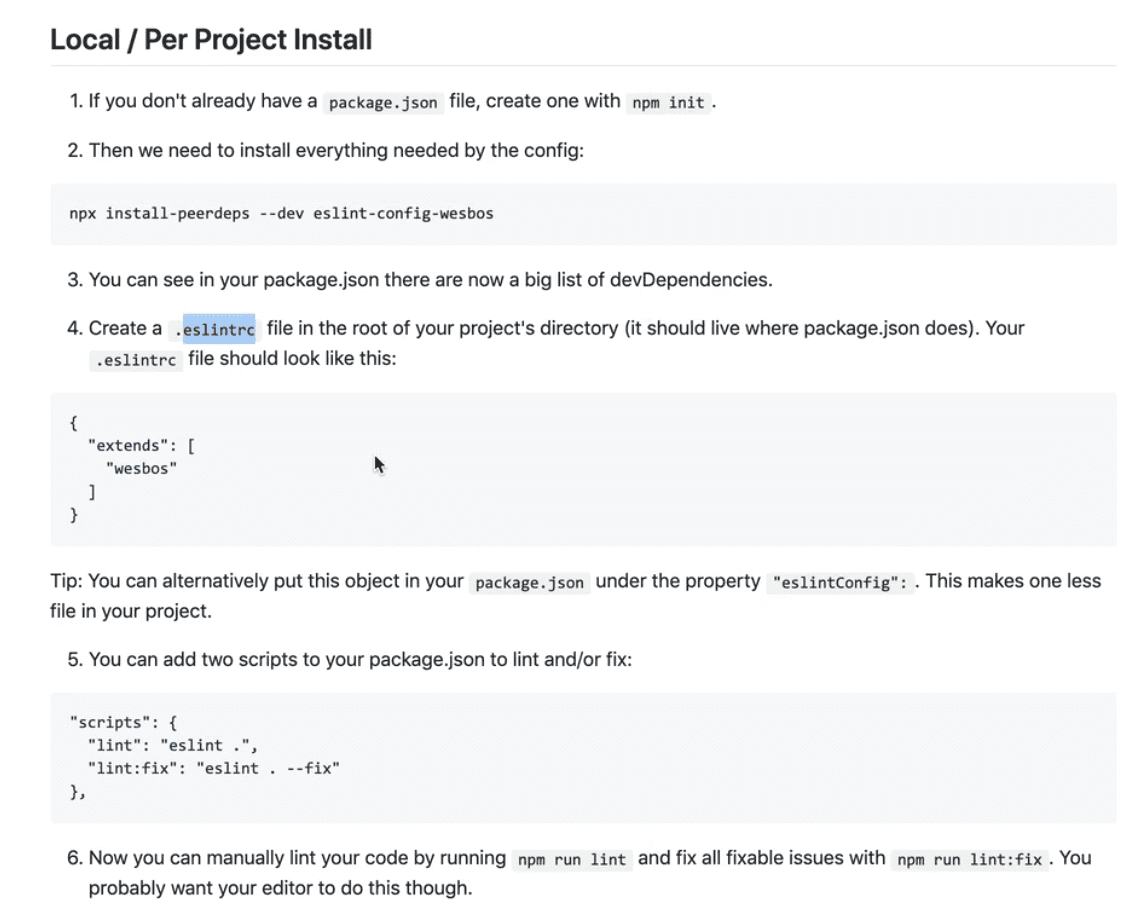 Local / Per Project Install
1. If you don't already have a package.json file, create one with npm init .
2. Then we need to install everything needed by the config:
npx install-peerdeps --dev eslint-config-wesbos
3. You can see in your package.json there are now a big list of devDependencies.
4. Create a .eslintrc file in the root of your project's directory (it should live where package.json does). Your
.eslintrc file should look like this:
{
"extends": [
"wesbos"
]
}
Tip: You can alternatively put this object in your package.json under the property "eslintConfig": . This makes one less
file in your project.
5. You can add two scripts to your package.json to lint and/or fix:
"scripts": {
"lint": "eslint .",
"lint:fix": "eslint . --fix"
},
6. Now you can manually lint your code by running npm run lint and fix all fixable issues with npm run lint:fix . You
probably want your editor to do this though.